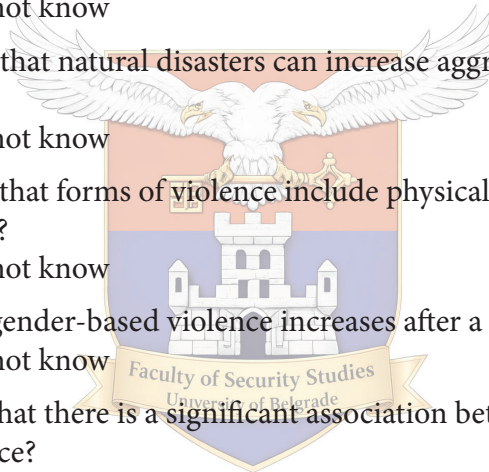 not know
that natural disasters can increase aggr
not know
that forms of violence include physical
?
not know
gender-based violence increases after a
not know
Faculty of Security Studies
University of Belgrade
hat there is a significant association bet
ce?